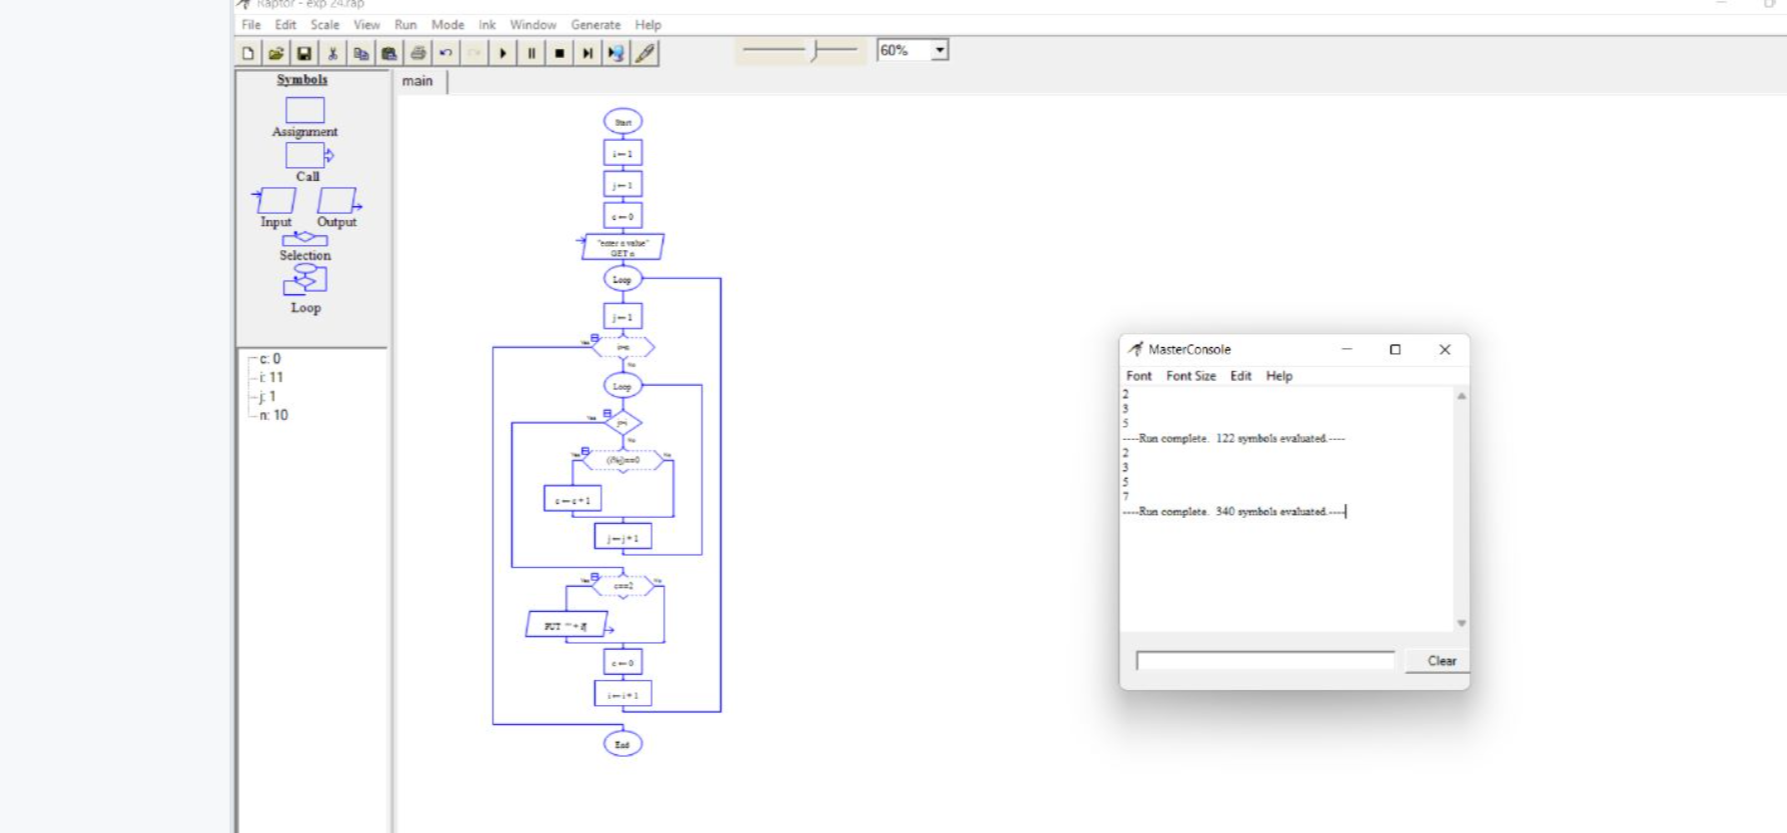 Raptor - exp 24.rap
File Edit Scale View Run Mode Ink Window Generate Help
60%
Symbols
main
Assignment
Call
Input Output
Selection
Loop
c: 0
i: 11
j: 1
n: 10
Start
i←1
j←1
c←0
"enter a value"
GET n
Loop
j←1
Yes
No
Loop
Yes
No
Yes (i%j)==0 No
c←c+1
j←j+1
Yes c==2 No
PUT
c←0
i←i+1
End
MasterConsole
Font Font Size Edit Help
2
3
5
----Run complete. 122 symbols evaluated.----
2
3
5
7
----Run complete. 340 symbols evaluated.----
Clear